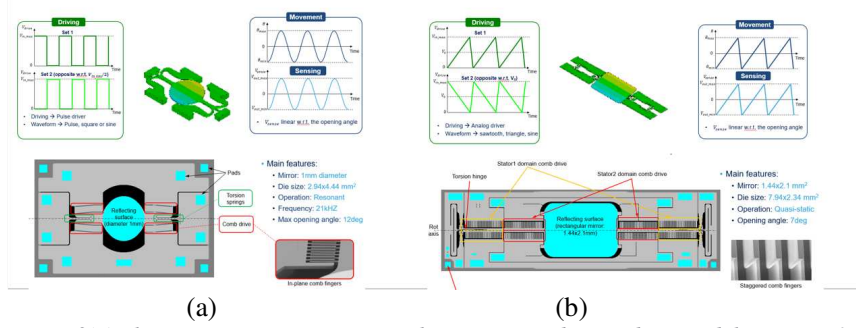 Driving
Set 1
Time
Set 2 (opposite w.r.t. V
Time
• Driving → Pulse driver
• Waveform → Pulse, square or sine
Movement
θ
Time
Sensing
Time
• Vsense linear w.r.t. the opening angle
Pads
Torsion springs
Reflecting surface (diameter 1mm)
Comb drive
• Main features:
• Mirror: 1mm diameter
• Die size: 2.94x4.44 mm²
• Operation: Resonant
• Frequency: 21kHZ
• Max opening angle: 12deg
In-plane comb fingers
(a)
Driving
Set 1
Time
Set 2 (opposite w.r.t. V₀)
Time
• Driving → Analog driver
• Waveform → sawtooth, triangle, sine
Movement
θ
Time
Sensing
Time
• Vsense linear w.r.t. the opening angle
Torsion hinge
Stator1 domain comb drive
Stator2 domain comb drive
Rot axis
Reflecting surface (rectangular mirror 1.44x2.1mm)
• Main features:
• Mirror: 1.44x2.1 mm²
• Die size: 7.94x2.34 mm²
• Operation: Quasi-static
• Opening angle: 7deg
Staggered comb fingers
(b)